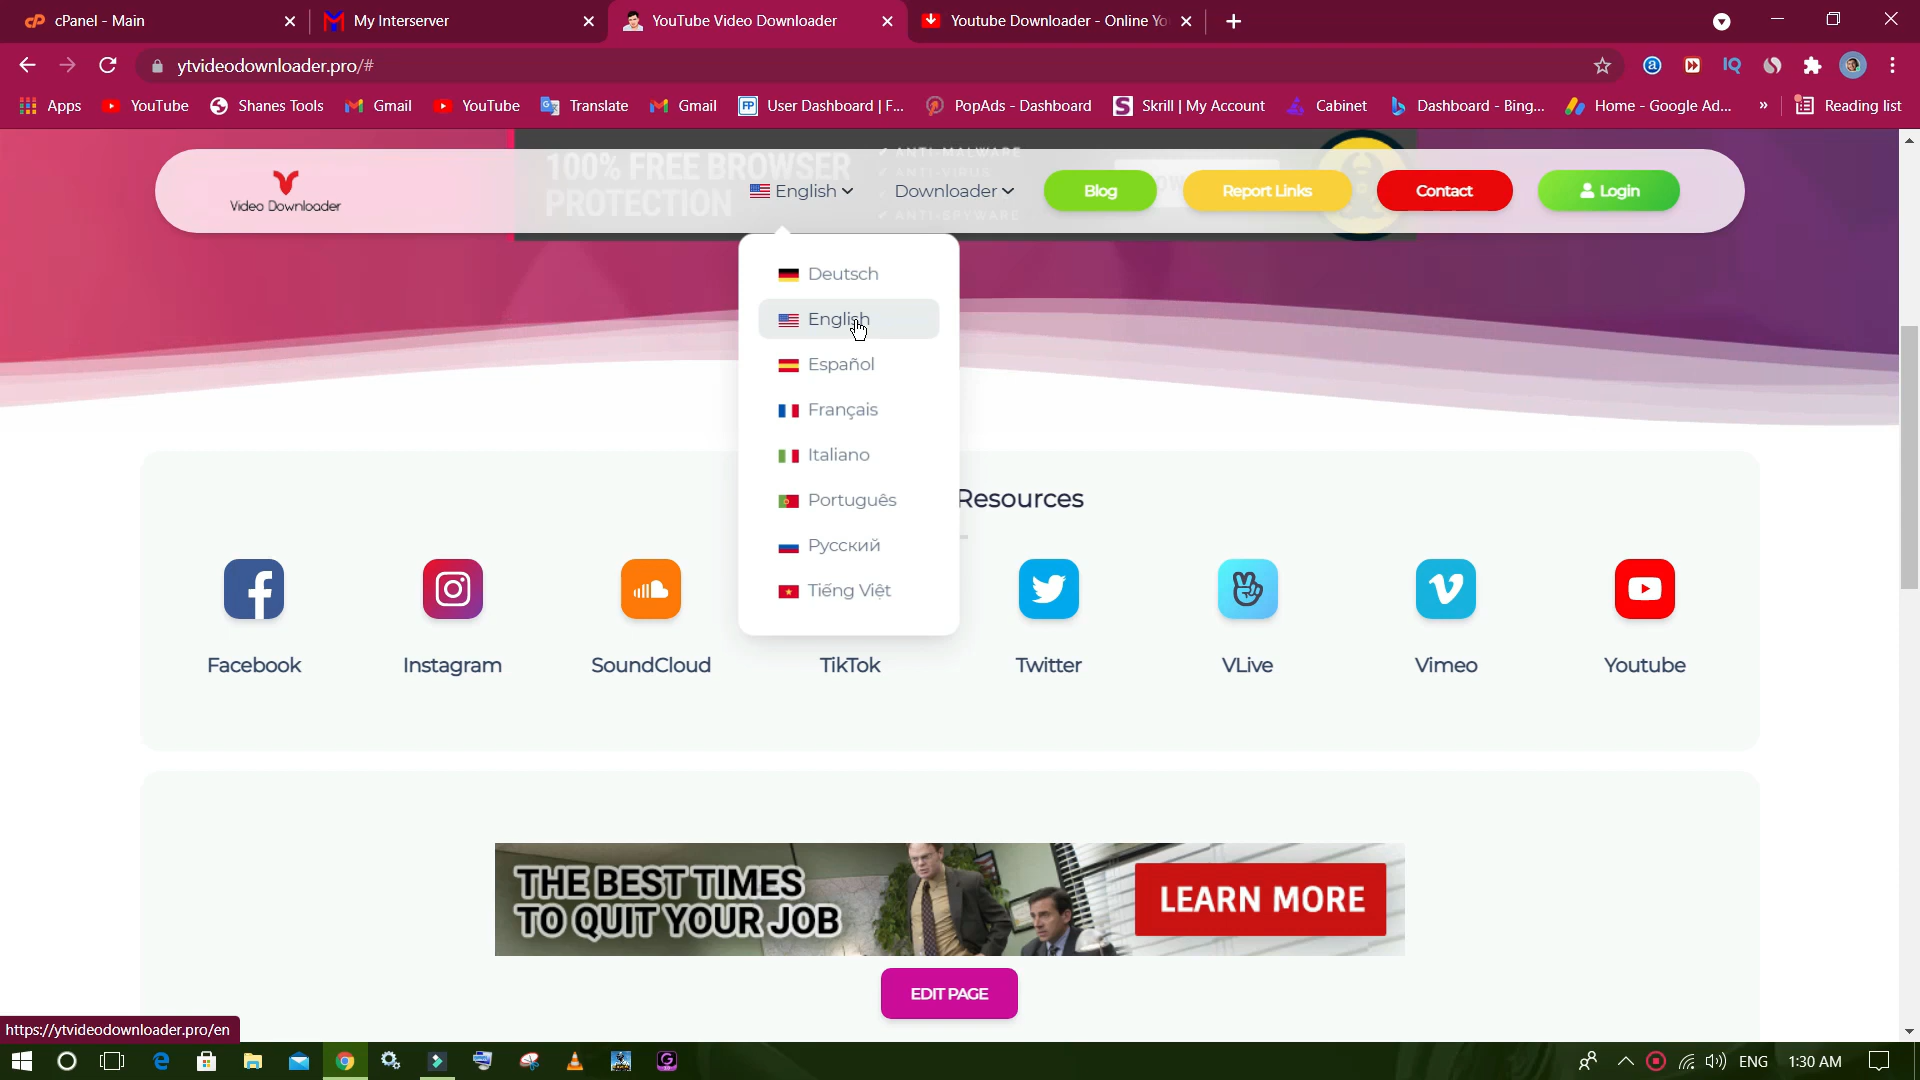 cPanel - Main
My Interserver
YouTube Video Downloader
Youtube Downloader - Online Yo
ytvideodownloader.pro/#
Apps
YouTube
Shanes Tools
Gmail
YouTube
Translate
Gmail
User Dashboard | F...
PopAds - Dashboard
Skrill | My Account
Cabinet
Dashboard - Bing...
Home - Google Ad...
»
Reading list
100% FREE BROWSER
PROTECTION
✓ ANTI-MALWARE
✓ ANTI-SPYWARE
Video Downloader
English
Downloader
Blog
Report Links
Contact
Login
Deutsch
English
Español
Français
Italiano
Português
Русский
Tiếng Việt
Resources
Facebook
Instagram
SoundCloud
TikTok
Twitter
VLive
Vimeo
Youtube
THE BEST TIMES
TO QUIT YOUR JOB
LEARN MORE
EDIT PAGE
https://ytvideodownloader.pro/en
ENG
1:30 AM